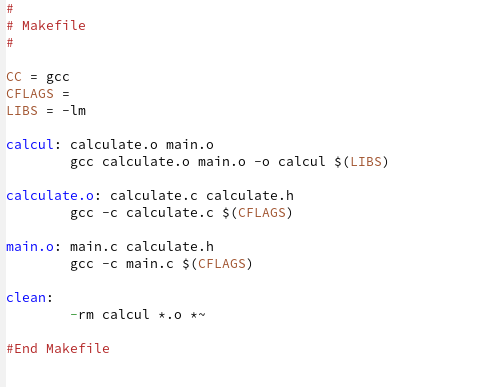 #
# Makefile
#

CC = gcc
CFLAGS =
LIBS = -lm

calcul: calculate.o main.o
        gcc calculate.o main.o -o calcul $(LIBS)

calculate.o: calculate.c calculate.h
        gcc -c calculate.c $(CFLAGS)

main.o: main.c calculate.h
        gcc -c main.c $(CFLAGS)

clean:
        -rm calcul *.o *~

#End Makefile